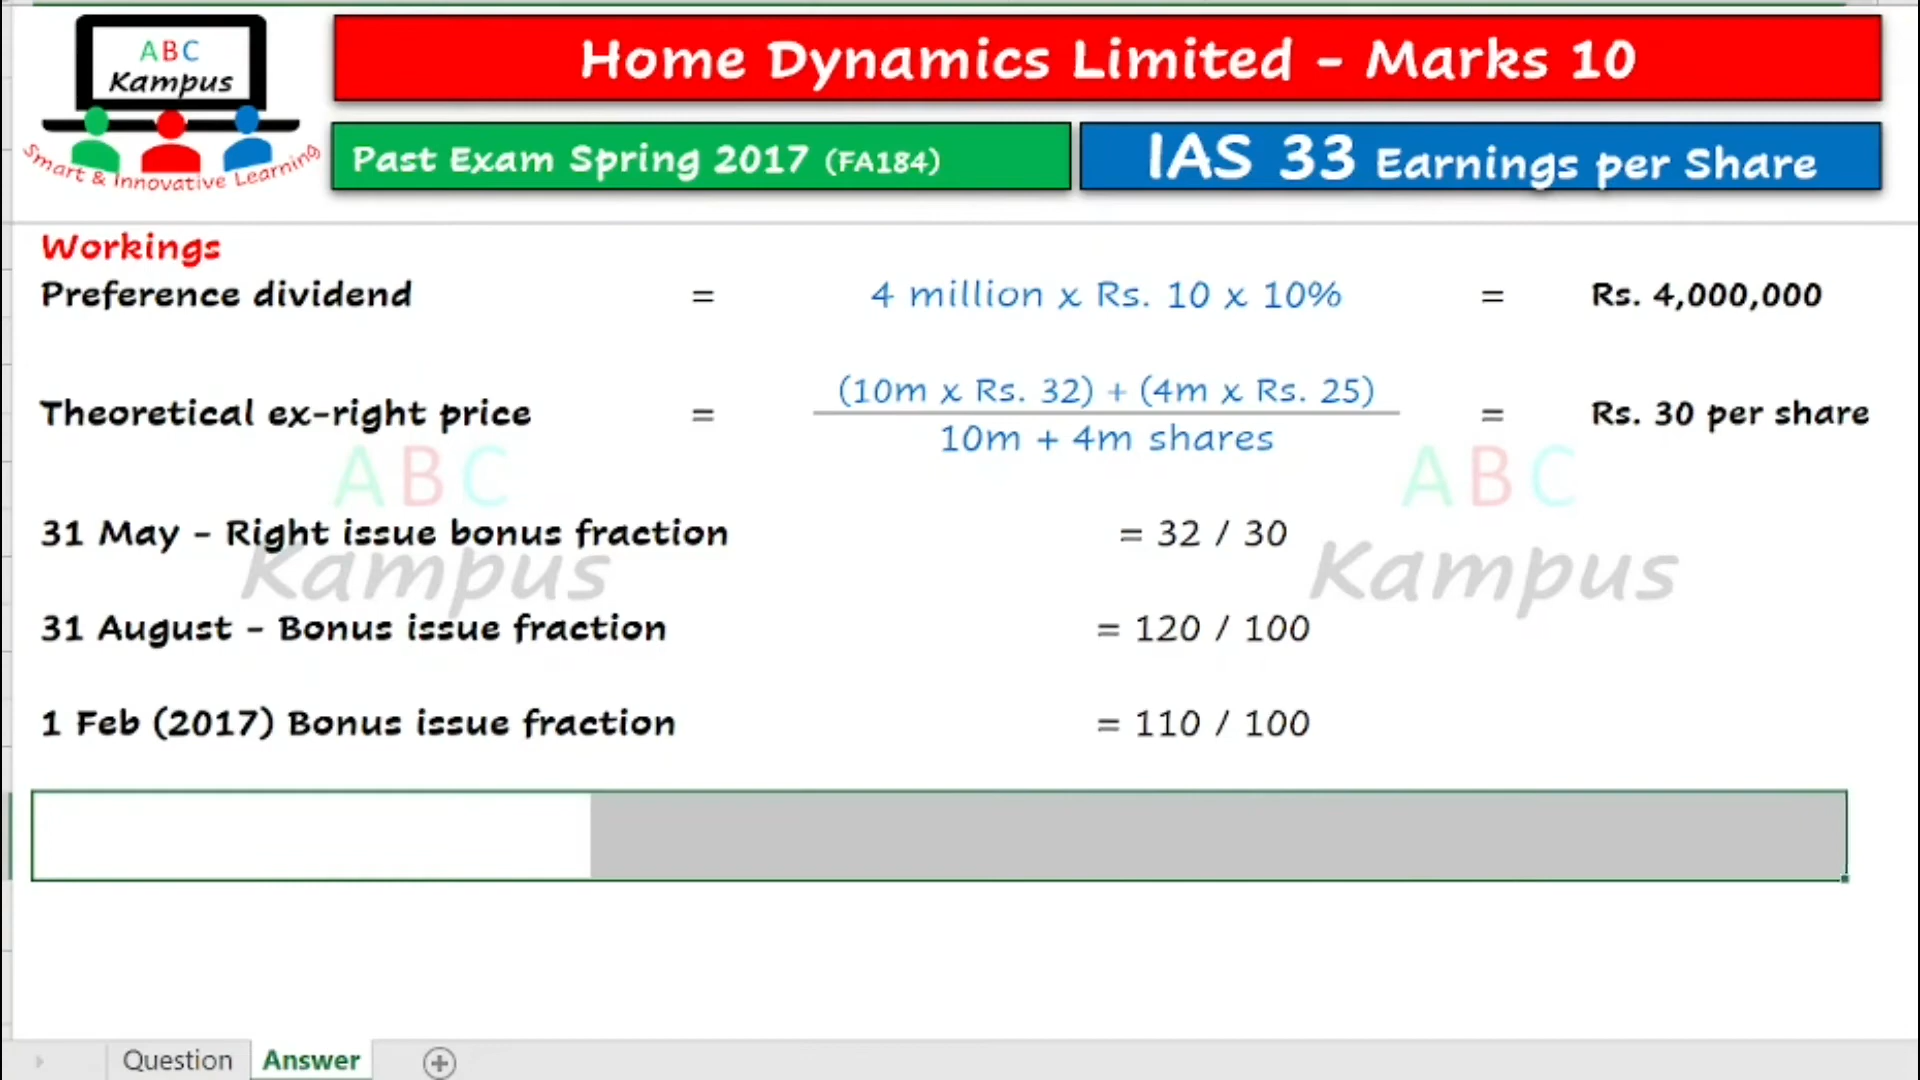 ABC
Kampus
Smart & Innovative Learning
Home Dynamics Limited - Marks 10
Past Exam Spring 2017 (FA184)
IAS 33 Earnings per Share
Workings
Preference dividend = 4 million x Rs. 10 x 10% = Rs. 4,000,000
(10m x Rs. 32) + (4m x Rs. 25)
Theoretical ex-right price = = Rs. 30 per share
10m + 4m shares
ABC ABC
31 May - Right issue bonus fraction = 32 / 30
Kampus Kampus
31 August - Bonus issue fraction = 120 / 100
1 Feb (2017) Bonus issue fraction = 110 / 100
Question Answer